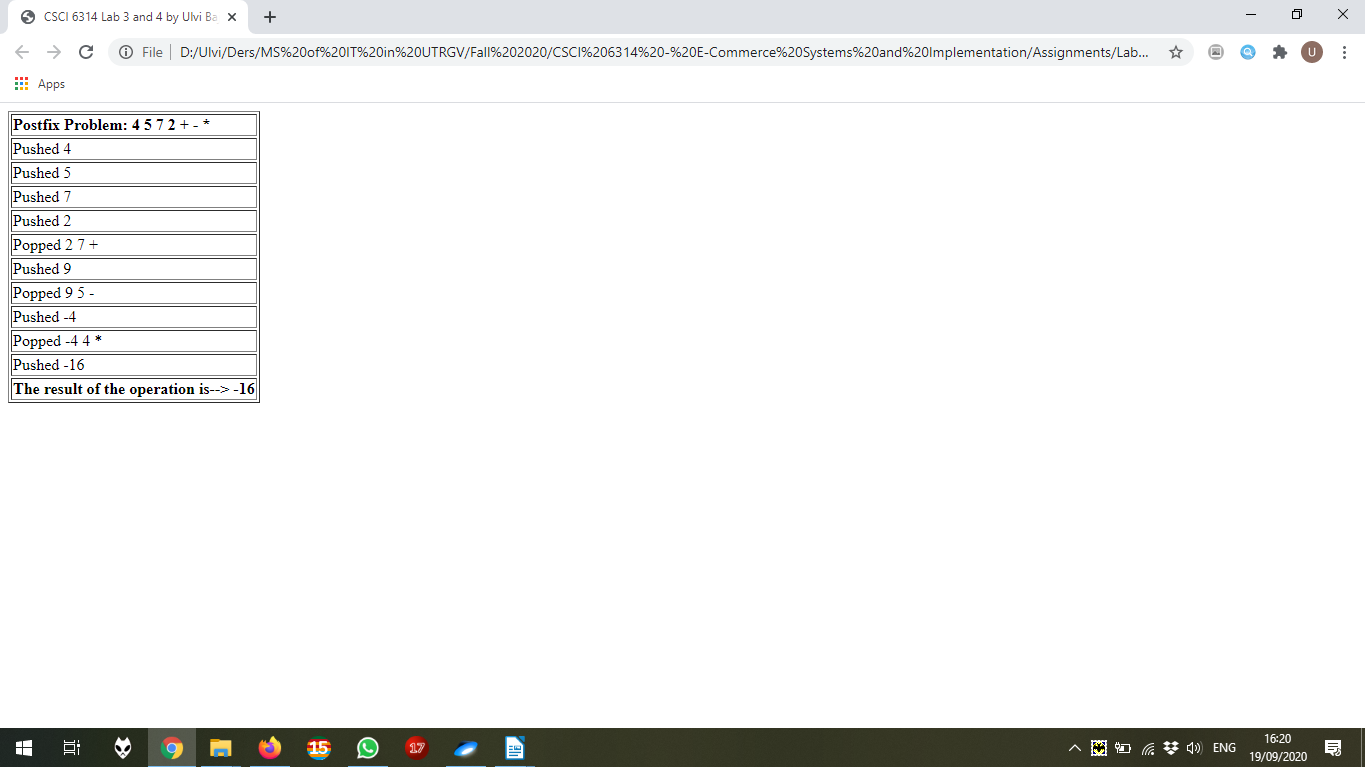 CSCI 6314 Lab 3 and 4 by Ulvi Ba
File
D:/Ulvi/Ders/MS%20of%20IT%20in%20UTRGV/Fall%202020/CSCI%206314%20-%20E-Commerce%20Systems%20and%20Implementation/Assignments/Lab...
U
Apps
Postfix Problem: 4 5 7 2 + - *
Pushed 4
Pushed 5
Pushed 7
Pushed 2
Popped 2 7 +
Pushed 9
Popped 9 5 -
Pushed -4
Popped -4 4 *
Pushed -16
The result of the operation is--> -16
15
17
ENG
16:20
19/09/2020